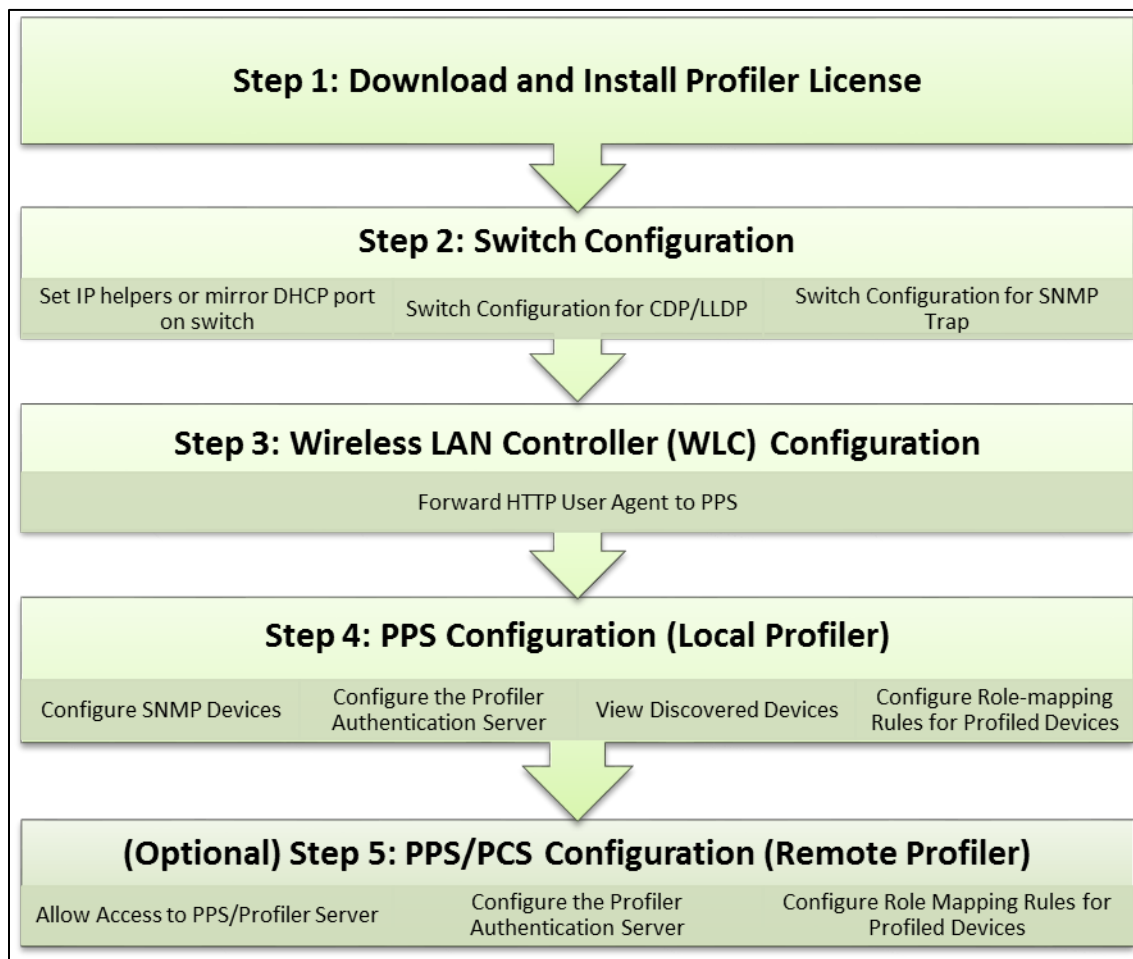 Step 1: Download and Install Profiler License
Step 2: Switch Configuration
Set IP helpers or mirror DHCP port
on switch
Switch Configuration for CDP/LLDP
Switch Configuration for SNMP
Trap
Step 3: Wireless LAN Controller (WLC) Configuration
Forward HTTP User Agent to PPS
Step 4: PPS Configuration (Local Profiler)
Configure SNMP Devices
Configure the Profiler
Authentication Server
View Discovered Devices
Configure Role-mapping
Rules for Profiled Devices
(Optional) Step 5: PPS/PCS Configuration (Remote Profiler)
Allow Access to PPS/Profiler Server
Configure the Profiler
Authentication Server
Configure Role Mapping Rules for
Profiled Devices